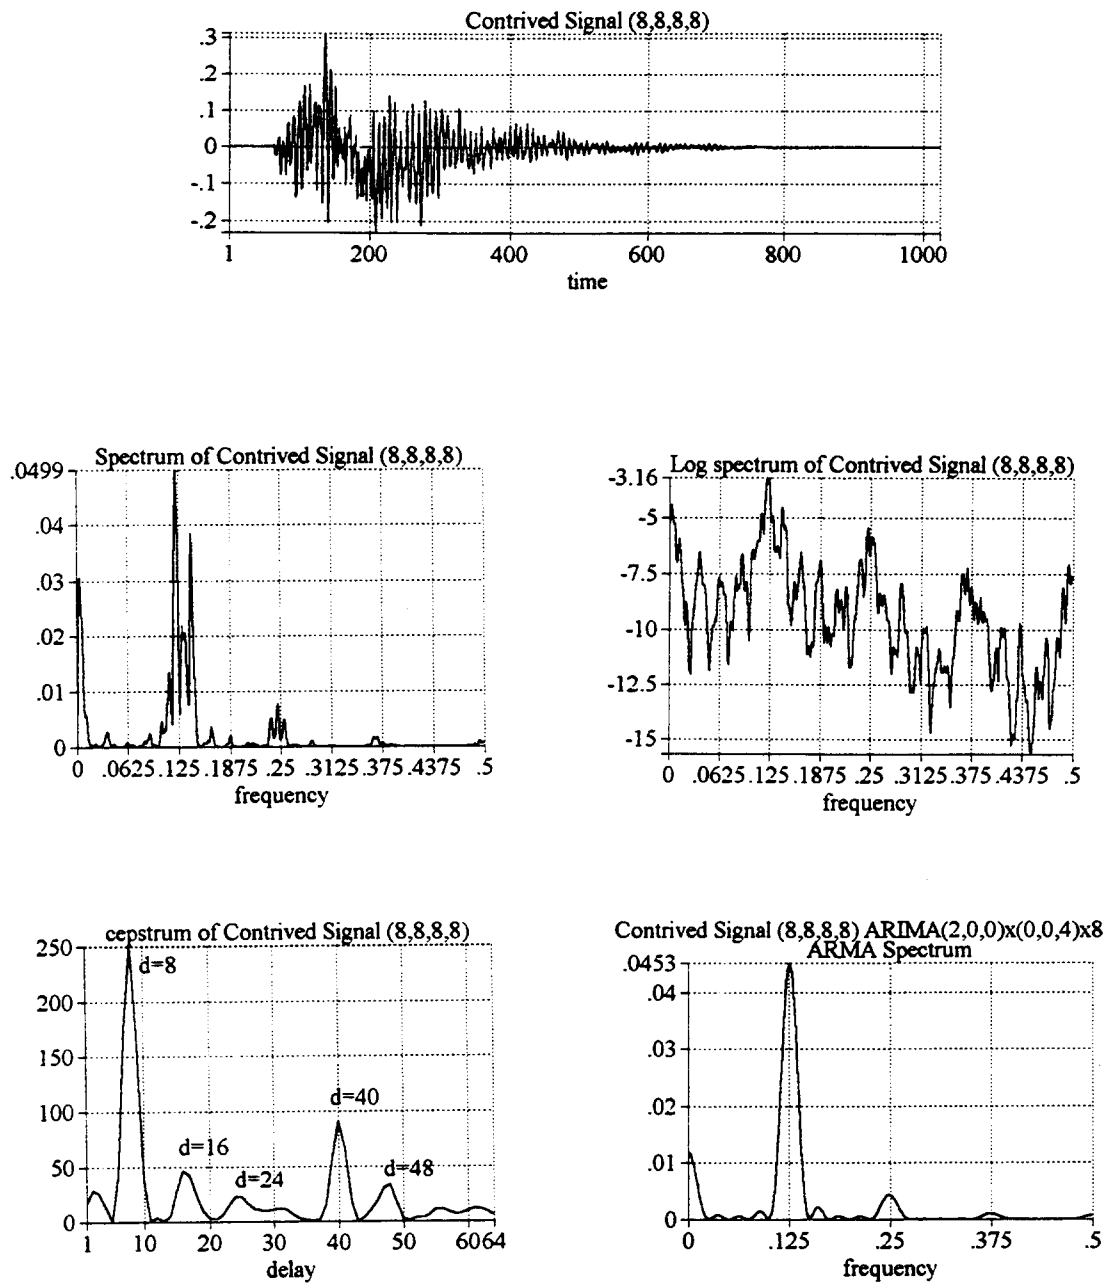 Contrived Signal (8,8,8,8)
.3
.2
.1
0
-.1
-.2
1 200 400 600 800 1000
time
Spectrum of Contrived Signal (8,8,8,8)
.0499
.04
.03
.02
.01
0
0 .0625 .125 .1875 .25 .3125 .375 .4375 .5
frequency
Log spectrum of Contrived Signal (8,8,8,8)
-3.16
-5
-7.5
-10
-12.5
-15
0 .0625 .125 .1875 .25 .3125 .375 .4375 .5
frequency
cepstrum of Contrived Signal (8,8,8,8)
250
200
150
100
50
0
d=8
d=16
d=24
d=40
d=48
1 10 20 30 40 50 60 64
delay
Contrived Signal (8,8,8,8) ARIMA(2,0,0)x(0,0,4)x8
ARMA Spectrum
.0453
.04
.03
.02
.01
0
0 .125 .25 .375 .5
frequency